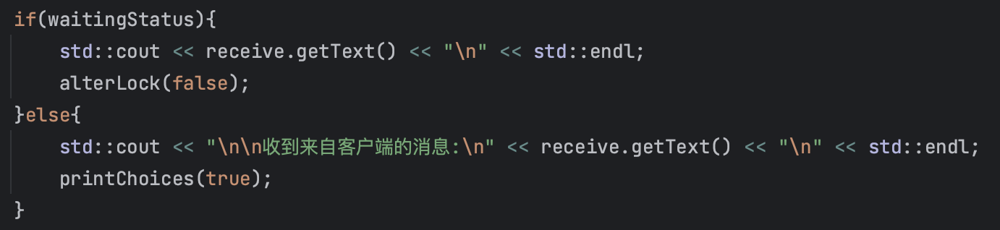 if(waitingStatus){
    std::cout << receive.getText() << "\n" << std::endl;
    alterLock(false);
}else{
    std::cout << "\n\n收到来自客户端的消息:\n" << receive.getText() << "\n" << std::endl;
    printChoices(true);
}